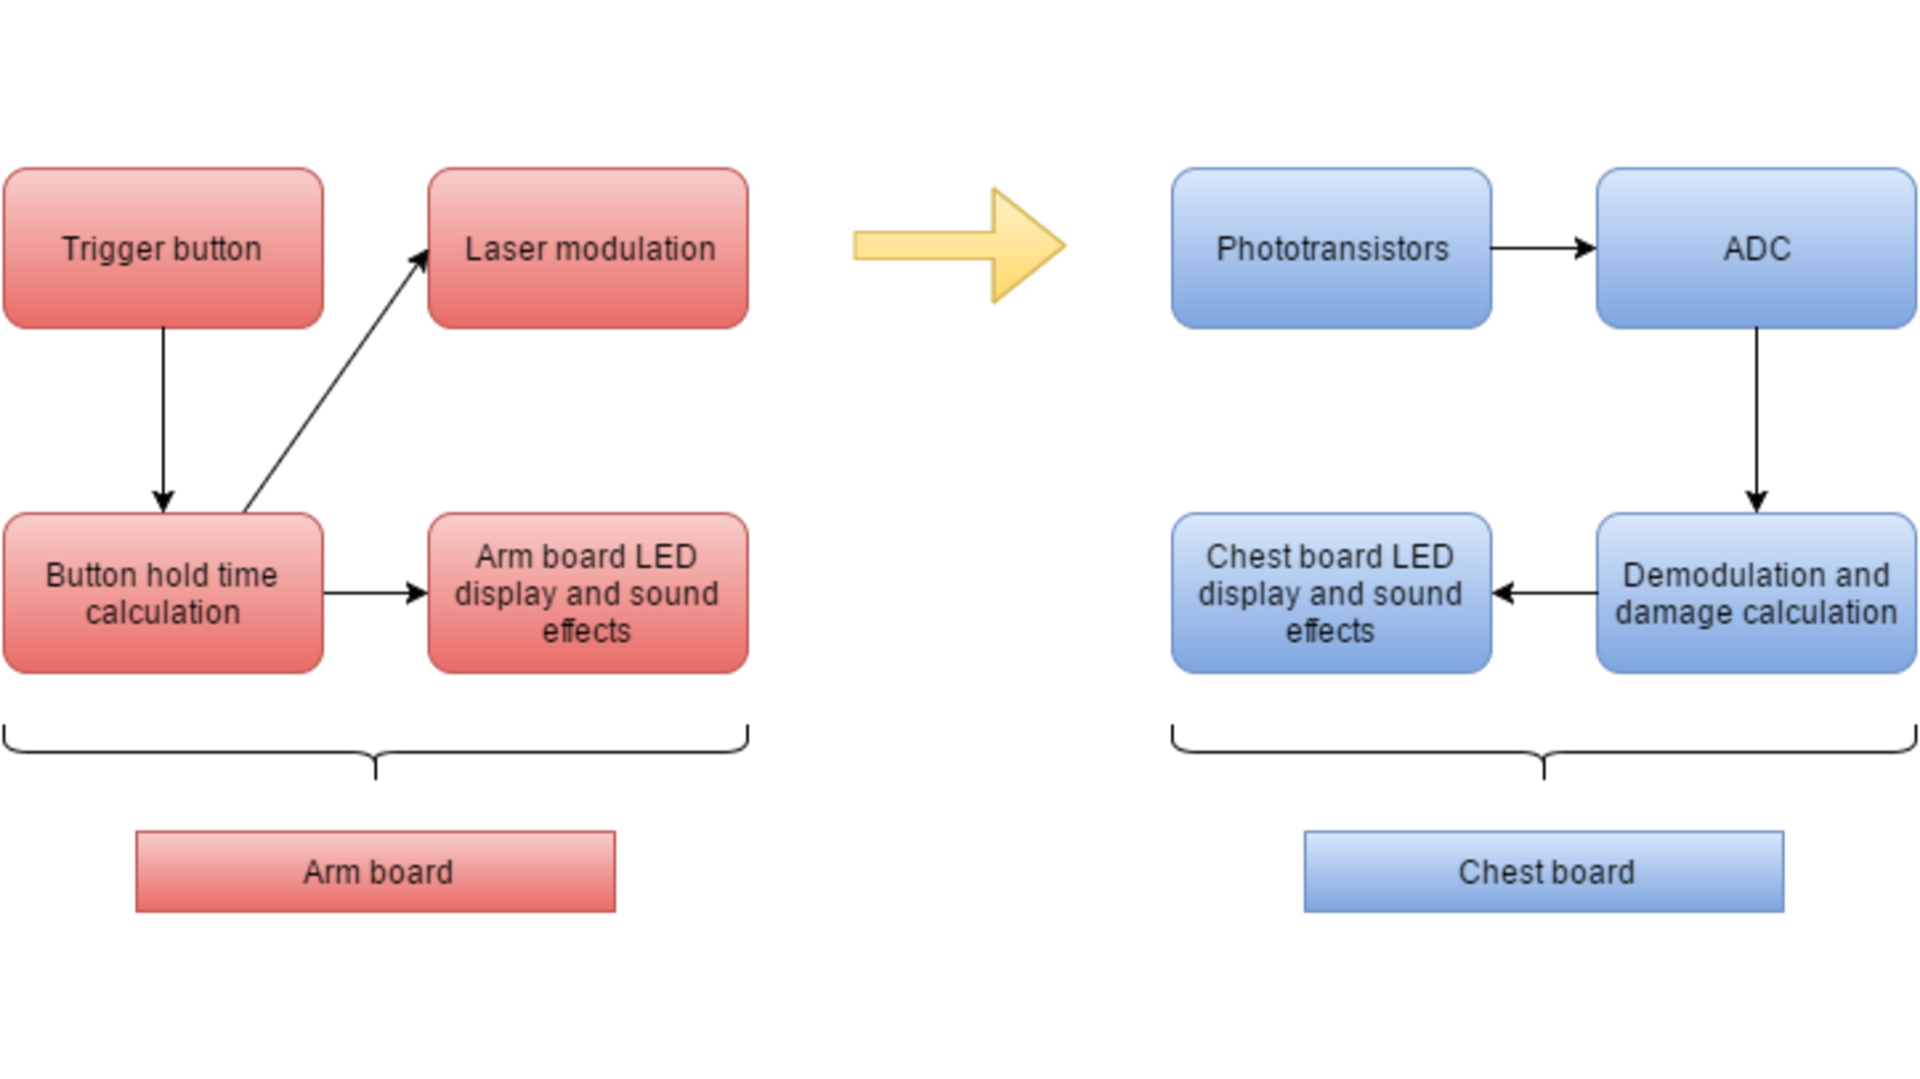 Trigger button
Laser modulation
Phototransistors
ADC
Button hold time
calculation
Arm board LED
display and sound
effects
Chest board LED
display and sound
effects
Demodulation and
damage calculation
Arm board
Chest board